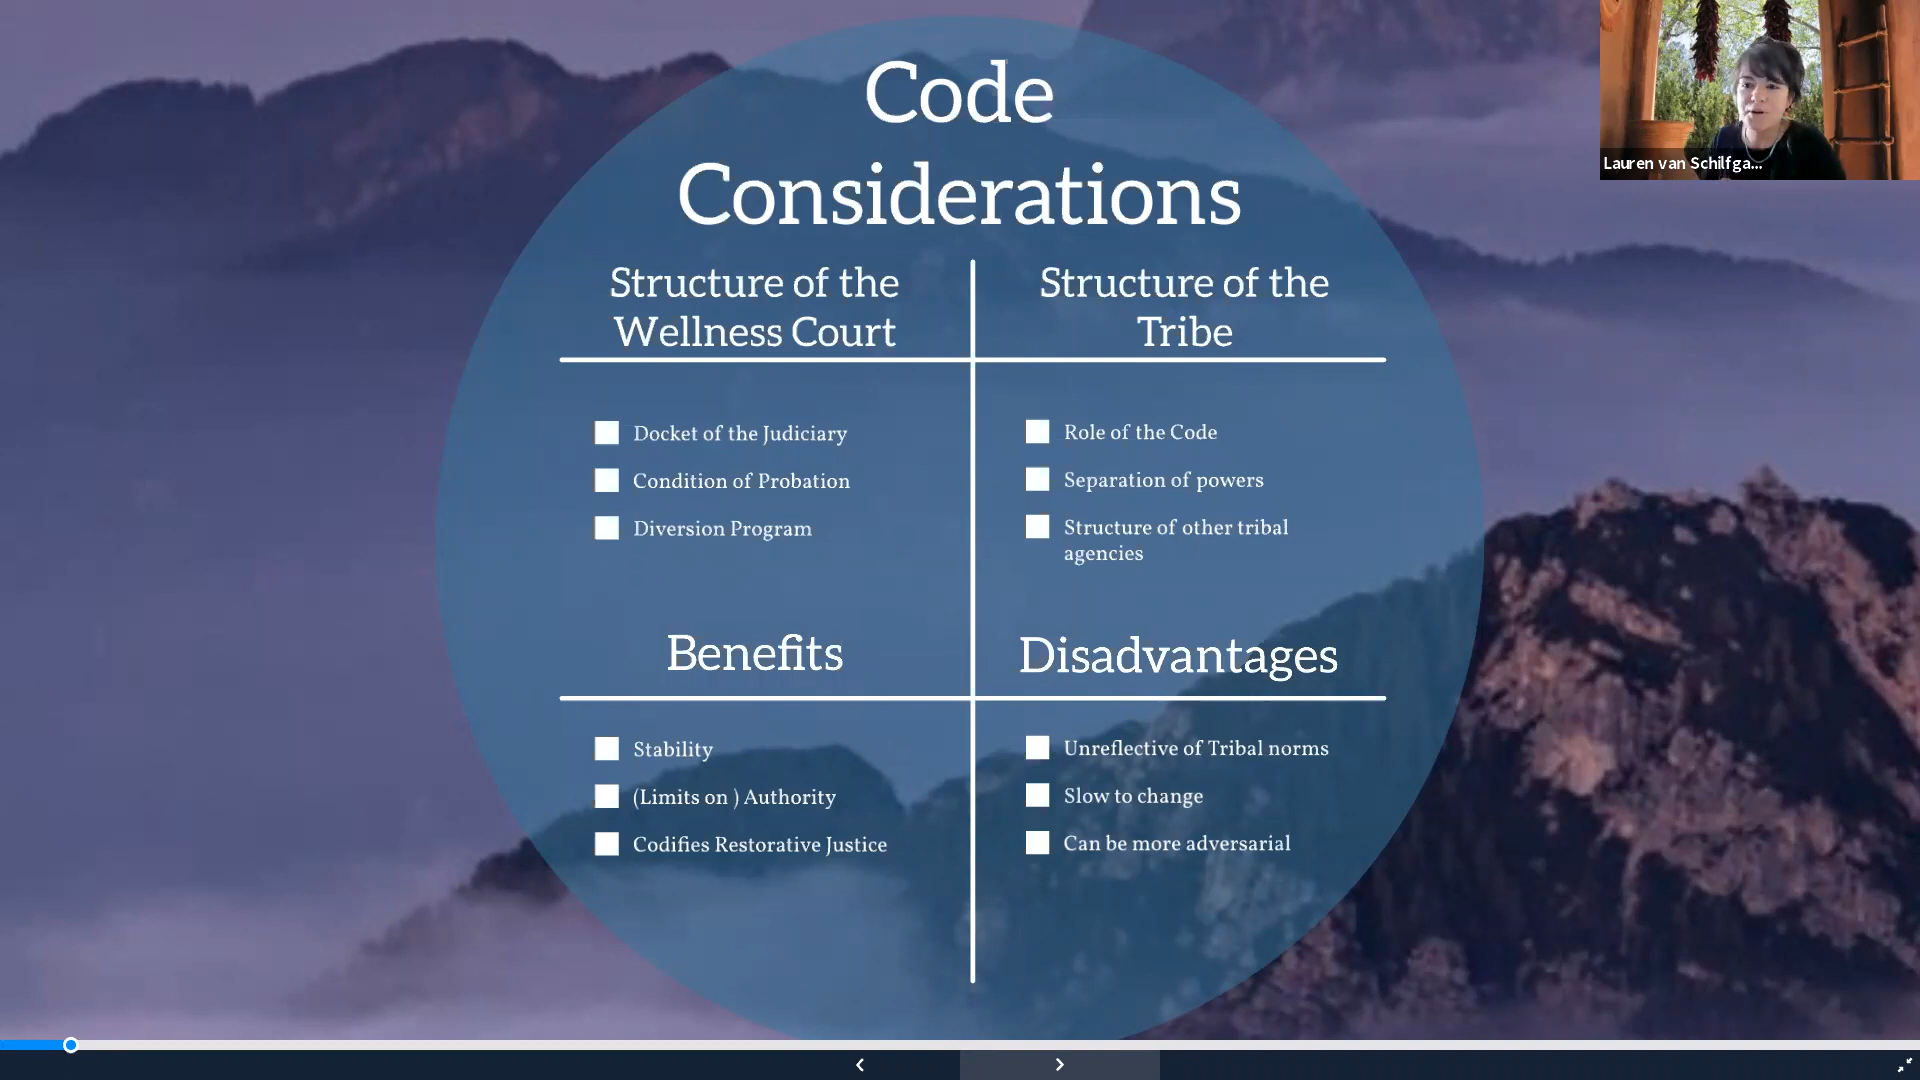 Code
Considerations
Structure of the
Wellness Court
Structure of the
Tribe
Docket of the Judiciary
Condition of Probation
Diversion Program
Role of the Code
Separation of powers
Structure of other tribal
agencies
Benefits
Disadvantages
Stability
(Limits on ) Authority
Codifies Restorative Justice
Unreflective of Tribal norms
Slow to change
Can be more adversarial
Lauren van Schilfga...